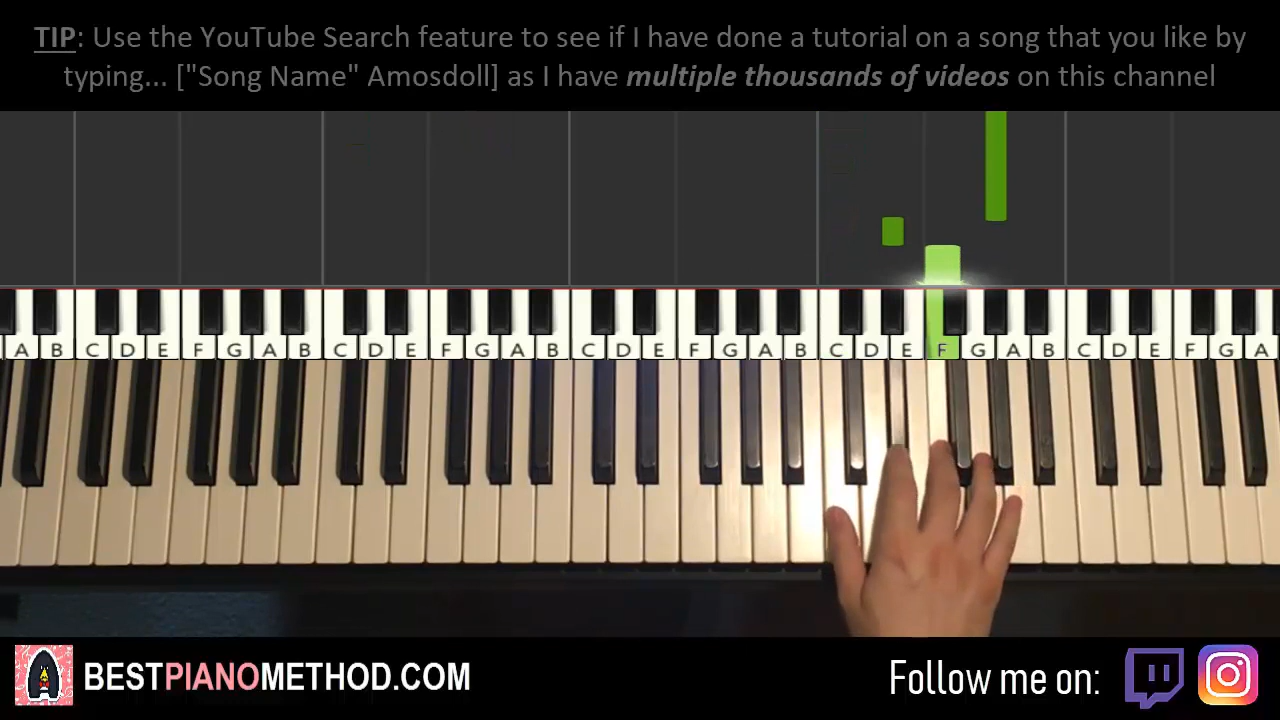 TIP: Use the YouTube Search feature to see if I have done a tutorial on a song that you like by
typing... ["Song Name" Amosdoll] as I have multiple thousands of videos on this channel
A B C D E F G A B C D E F G A B C D E F G A B C D E F G A B C D E F G A
BESTPIANOMETHOD.COM
Follow me on: